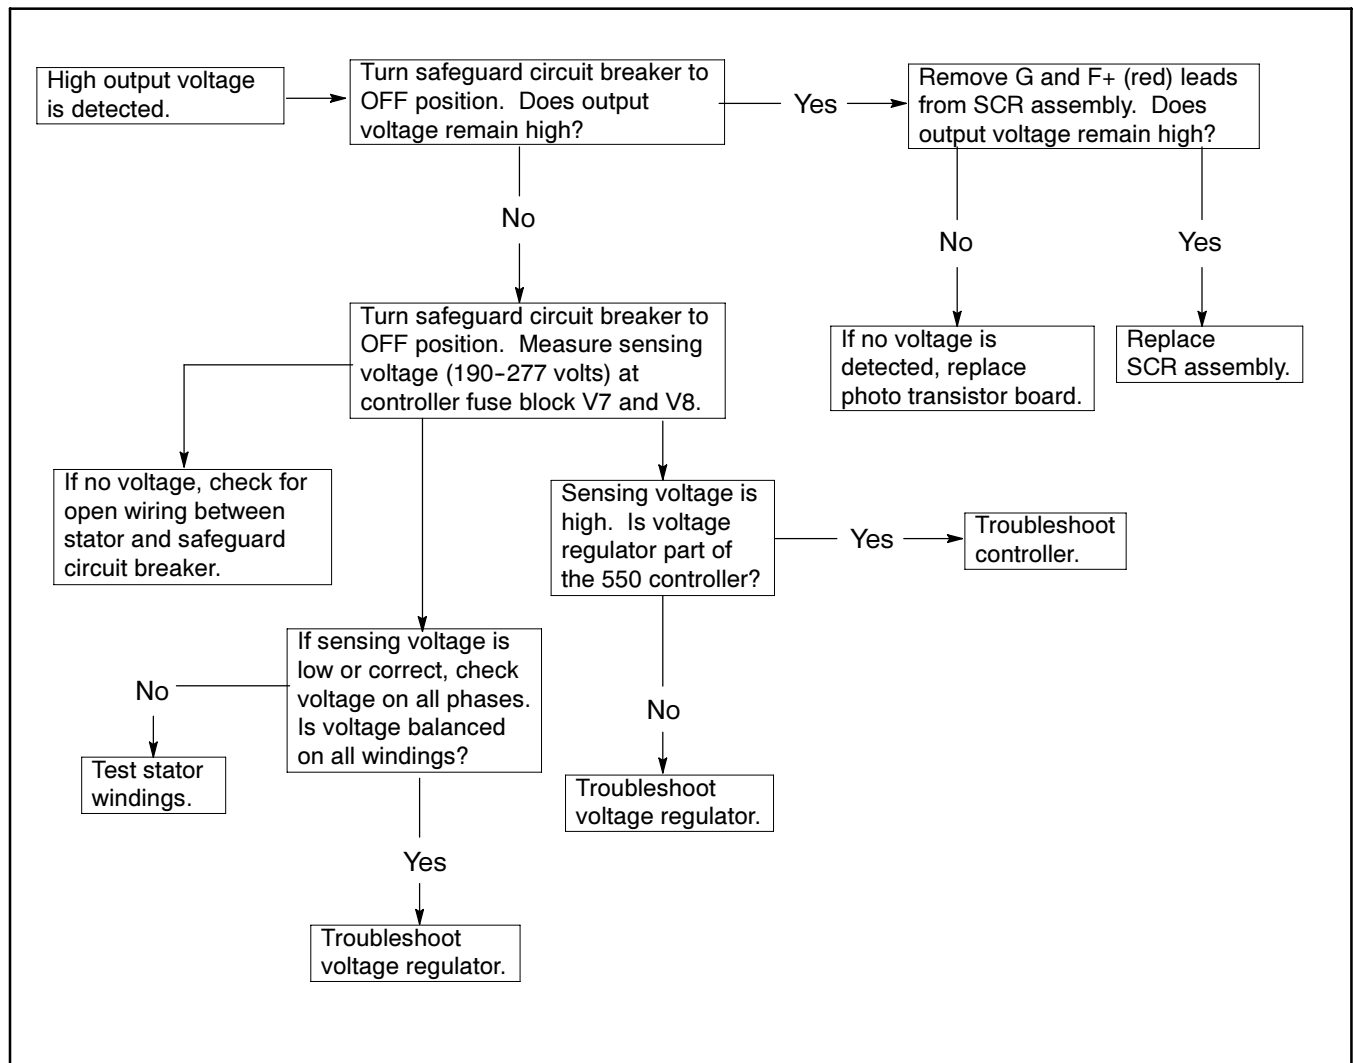 High output voltage
is detected.
Turn safeguard circuit breaker to
OFF position.  Does output
voltage remain high?
Yes
Remove G and F+ (red) leads
from SCR assembly.  Does
output voltage remain high?
No
No
Yes
Turn safeguard circuit breaker to
OFF position.  Measure sensing
voltage (190-277 volts) at
controller fuse block V7 and V8.
If no voltage is
detected, replace
photo transistor board.
Replace
SCR assembly.
If no voltage, check for
open wiring between
stator and safeguard
circuit breaker.
Sensing voltage is
high.  Is voltage
regulator part of
the 550 controller?
Yes
Troubleshoot
controller.
If sensing voltage is
low or correct, check
voltage on all phases.
Is voltage balanced
on all windings?
No
No
Test stator
windings.
Troubleshoot
voltage regulator.
Yes
Troubleshoot
voltage regulator.